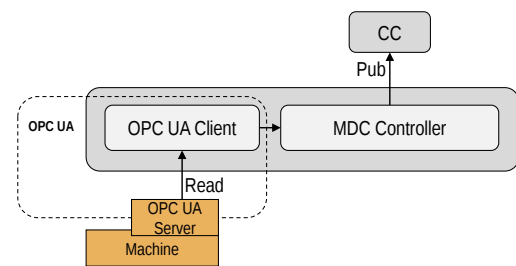 CC
Pub
OPC UA
OPC UA Client
MDC Controller
Read
OPC UA
Server
Machine